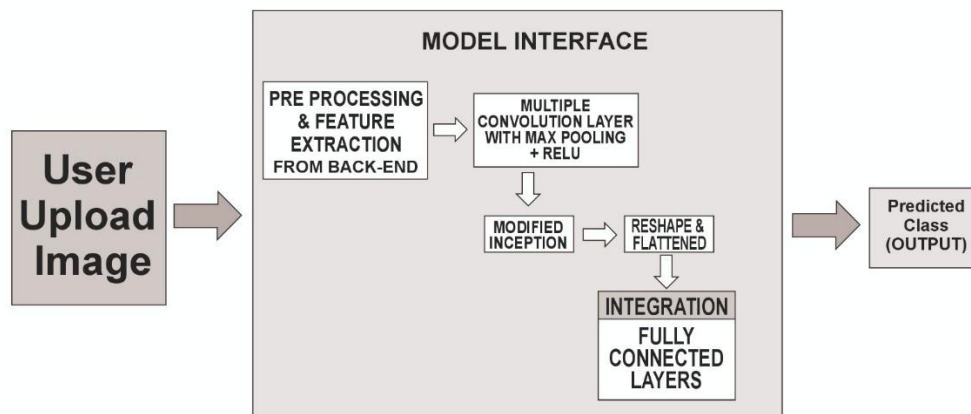 MODEL INTERFACE
User
Upload
Image
PRE PROCESSING
& FEATURE
EXTRACTION
FROM BACK-END
MULTIPLE
CONVOLUTION LAYER
WITH MAX POOLING
+ RELU
MODIFIED
INCEPTION
RESHAPE &
FLATTENED
INTEGRATION
FULLY
CONNECTED
LAYERS
Predicted
Class
(OUTPUT)